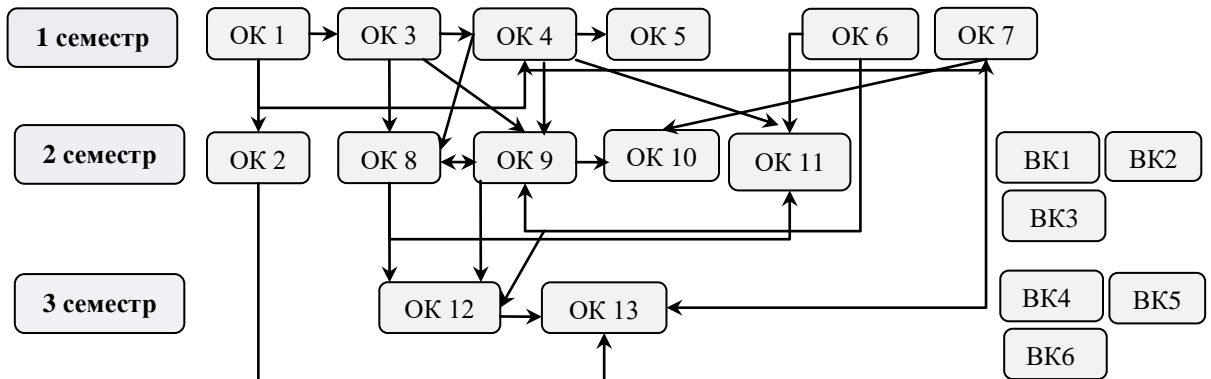 1 семестр ОК 1 ОК 3 ОК 4 ОК 5 ОК 6 ОК 7
2 семестр ОК 2 ОК 8 ОК 9 ОК 10 ОК 11 ВК1 ВК2
ВК3
3 семестр ОК 12 ОК 13 ВК4 ВК5
ВК6